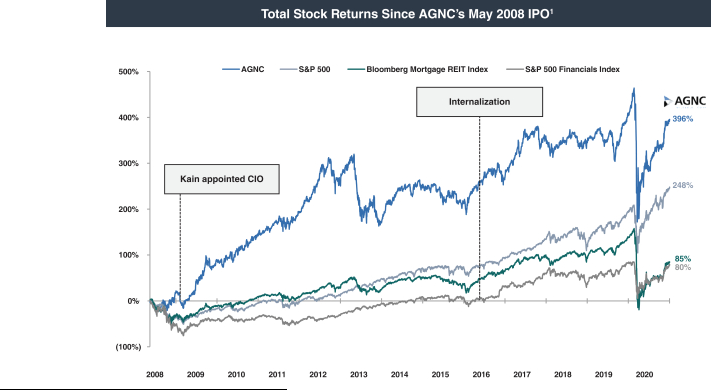 Total Stock Returns Since AGNC's May 2008 IPO¹
AGNC S&P 500 Bloomberg Mortgage REIT Index S&P 500 Financials Index
500%
400%
300%
200%
100%
0%
(100%)
Kain appointed CIO
Internalization
AGNC
396%
248%
85%
80%
2008 2009 2010 2011 2012 2013 2014 2015 2016 2017 2018 2019 2020